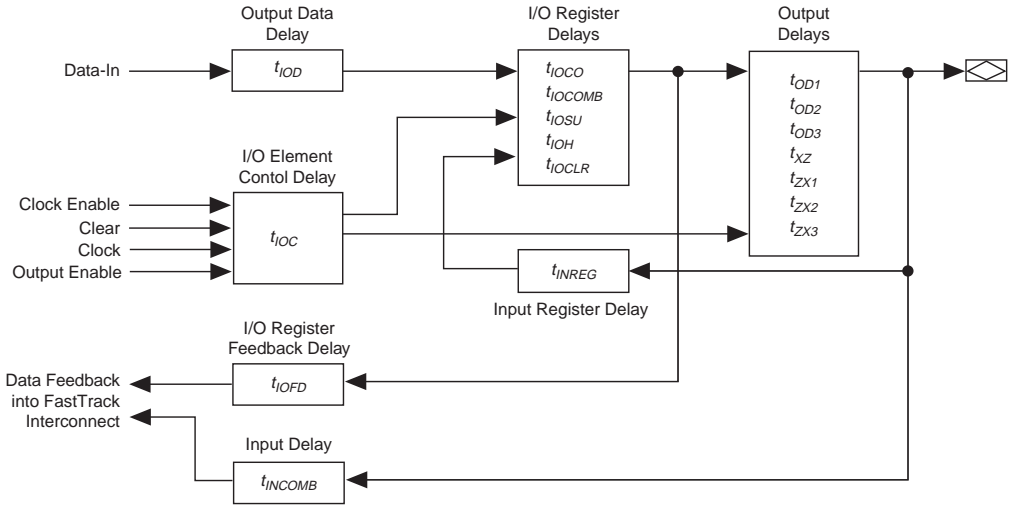 Output Data
Delay
I/O Register
Delays
Output
Delays
Data-In
tIOD
tIOCO
tIOCOMB
tIOSU
tIOH
tIOCLR
tOD1
tOD2
tOD3
tXZ
tZX1
tZX2
tZX3
I/O Element
Contol Delay
Clock Enable
Clear
Clock
Output Enable
tIOC
tINREG
Input Register Delay
I/O Register
Feedback Delay
Data Feedback
into FastTrack
Interconnect
tIOFD
Input Delay
tINCOMB